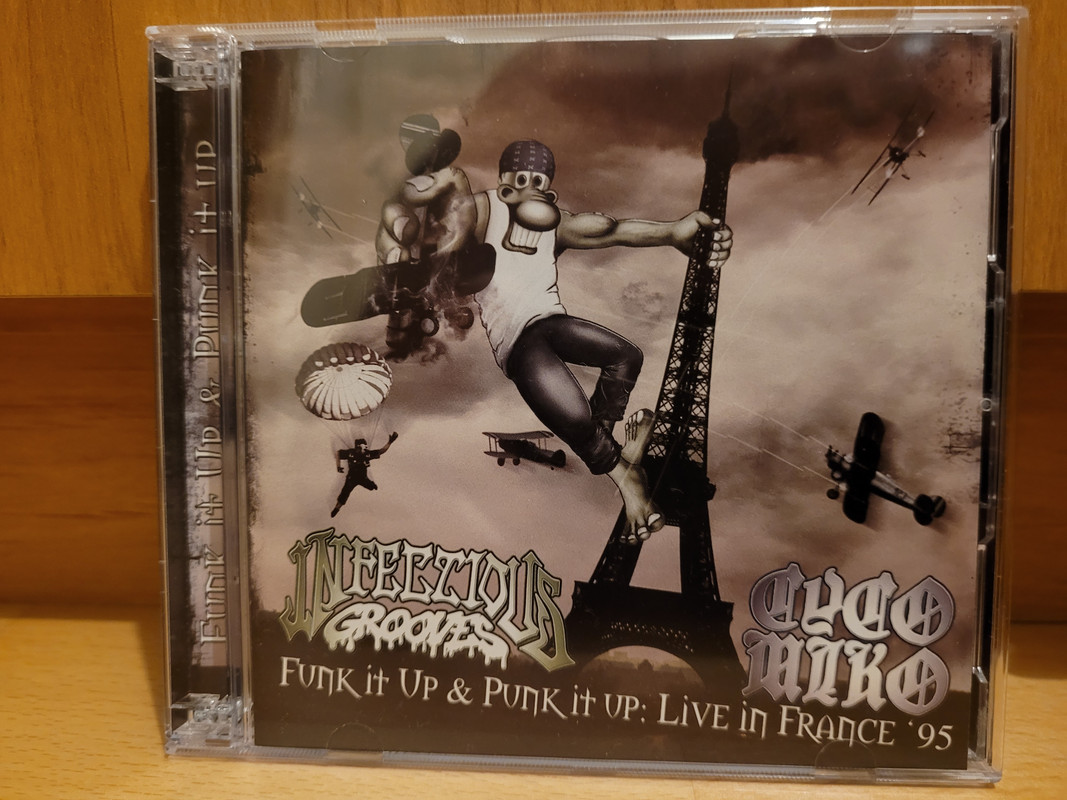 FUNK it UP & PUNK it UP
INFECTIOUS
GROOVES
CYCO
MIKO
FUNK it UP & PUNK it UP: LIVE in FRANCE '95